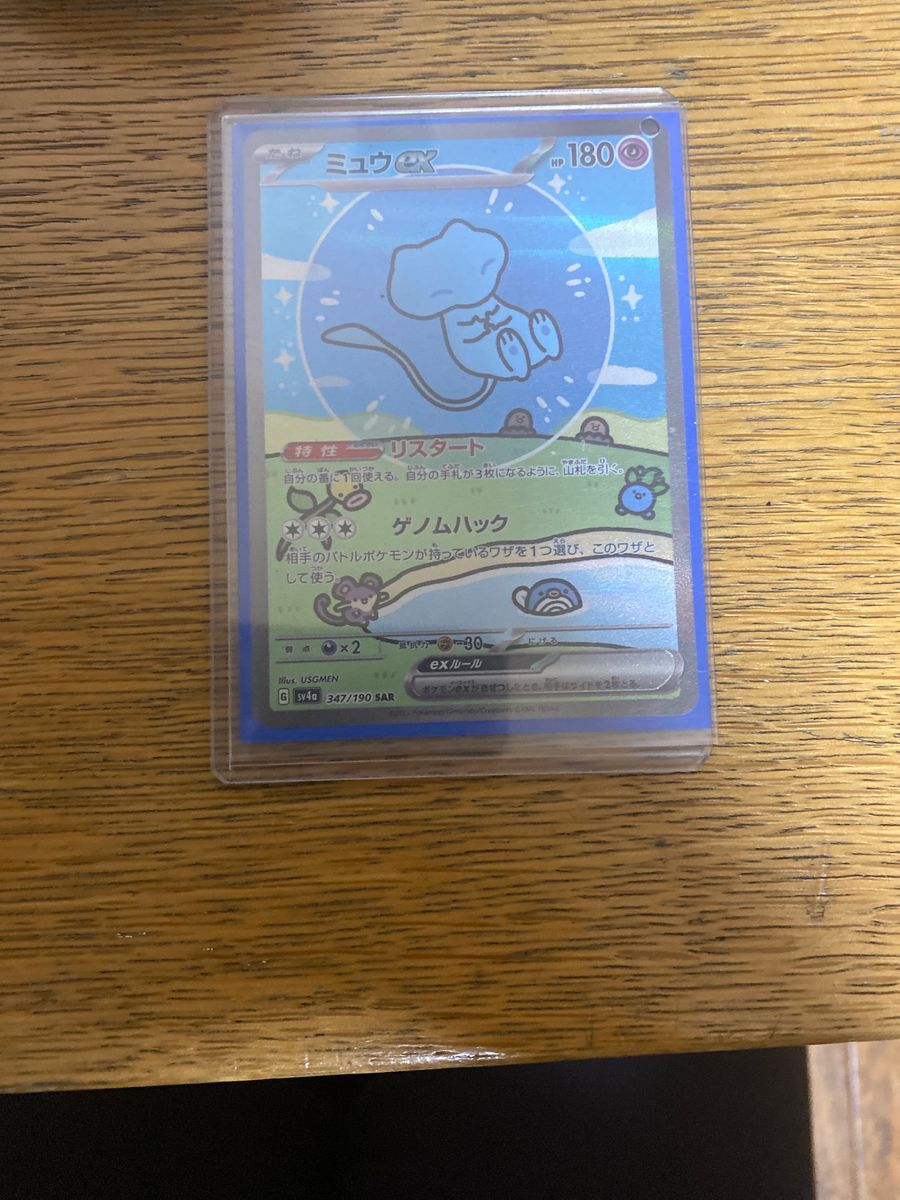 たね ミュウex HP 180
特性 リスタート
自分の番に1回使える。自分の手札が3枚になるように、山札を引く。
ゲノムハック
相手のバトルポケモンが持っているワザを1つ選び、このワザと
して使う。
弱点 ×2 抵抗力 -30 にげる
exルール
ポケモンexがきぜつしたとき、相手はサイドを2枚とる。
Illus. USGMEN
G sv4a 347/190 SAR